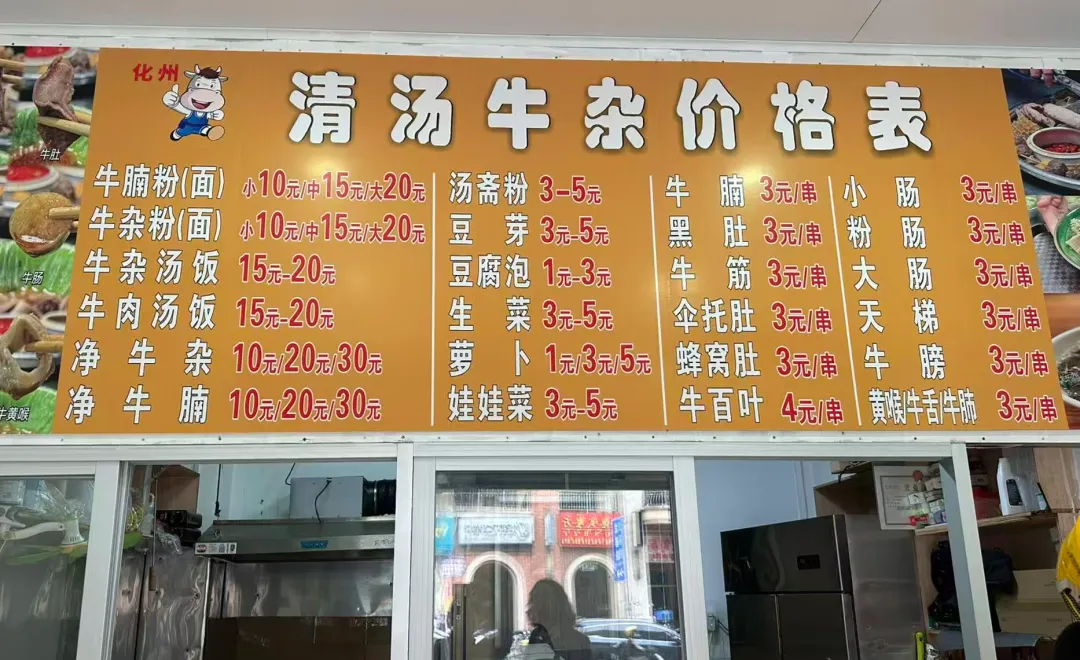 化州
清汤牛杂价格表
牛腩粉(面) 小10元/中15元/大20元
牛杂粉(面) 小10元/中15元/大20元
牛杂汤饭 15元-20元
牛肉汤饭 15元-20元
净牛杂 10元/20元/30元
净牛腩 10元/20元/30元
汤斋粉 3-5元
豆芽 3元-5元
豆腐泡 1元-3元
生菜 3元-5元
萝卜 1元/3元/5元
娃娃菜 3元-5元
牛腩 3元/串
黑肚 3元/串
牛筋 3元/串
伞托肚 3元/串
蜂窝肚 3元/串
牛百叶 4元/串
小肠 3元/串
粉肠 3元/串
大肠 3元/串
天梯 3元/串
牛膀 3元/串
黄喉/牛舌/牛肺 3元/串
牛肚
牛肠
牛黄喉